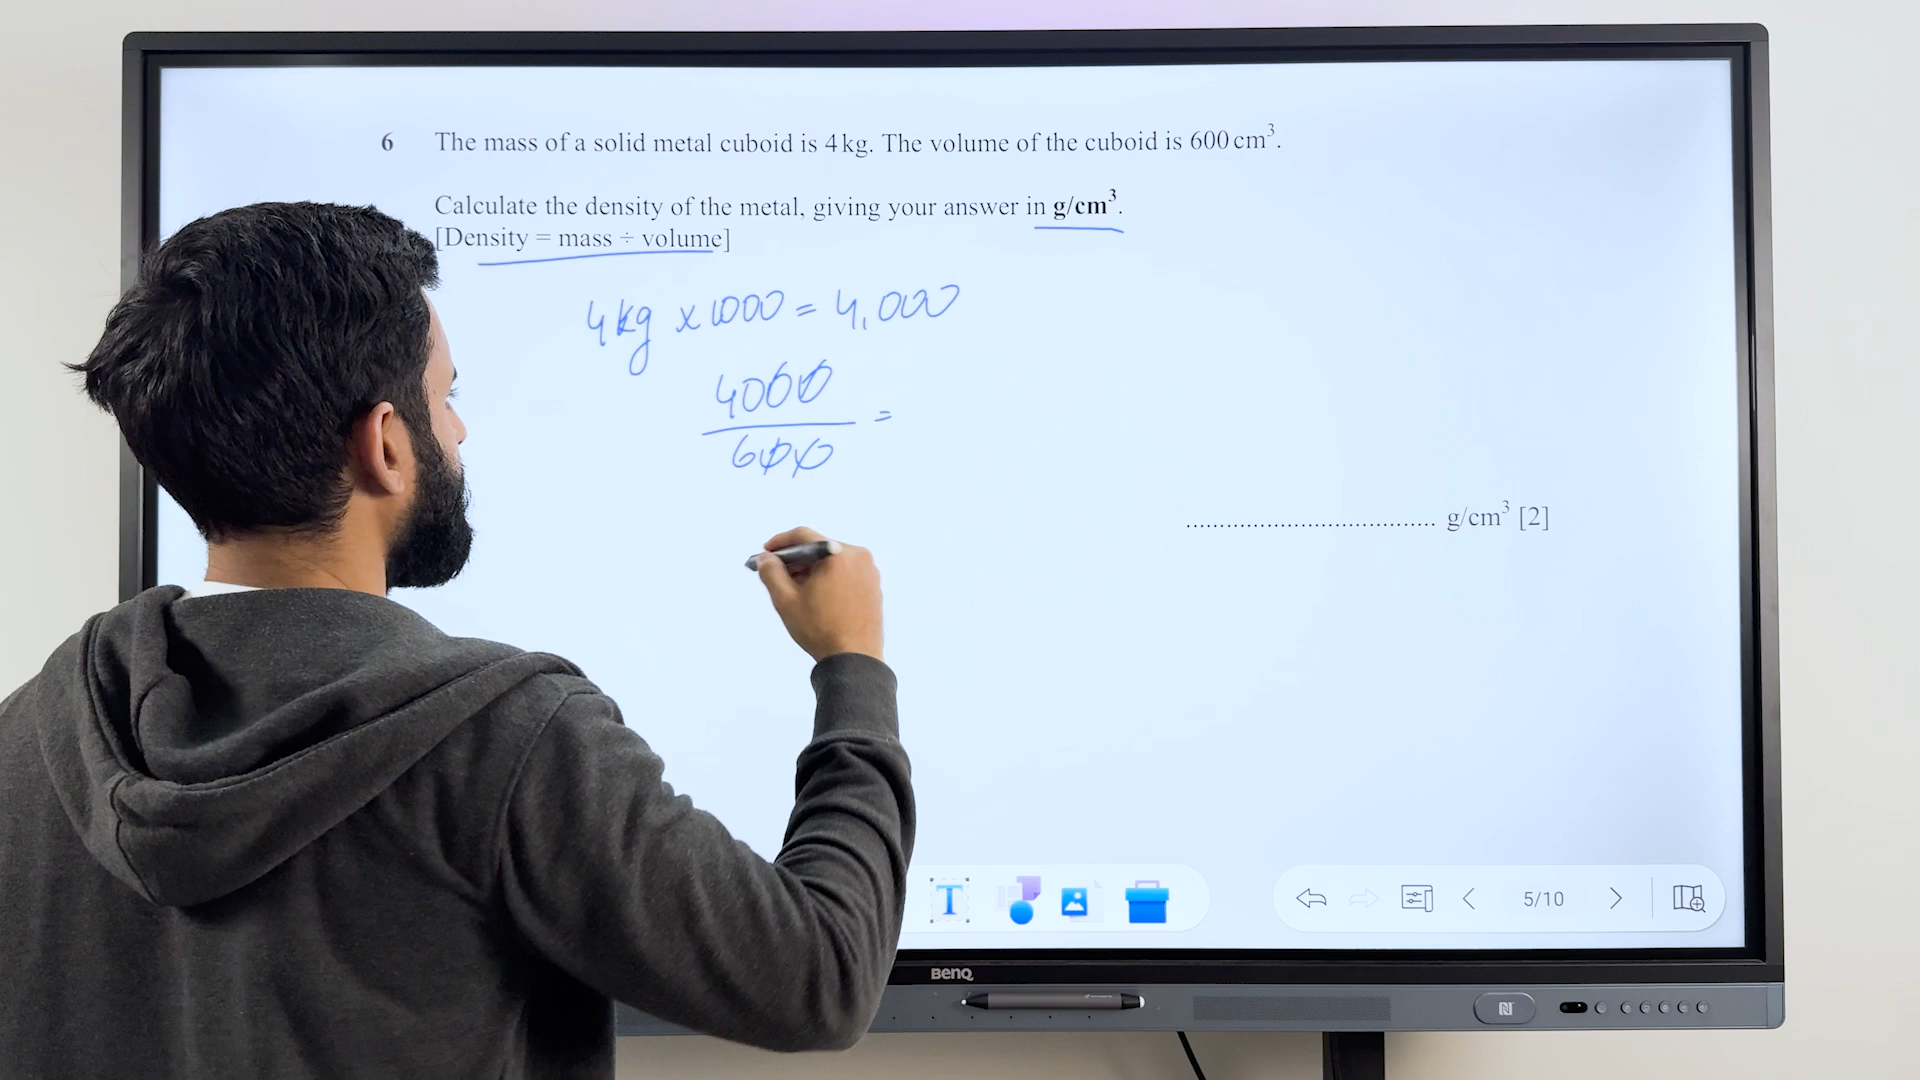 6 The mass of a solid metal cuboid is 4 kg. The volume of the cuboid is 600 cm³.
Calculate the density of the metal, giving your answer in g/cm³.
[Density = mass ÷ volume]
4kg x1000 = 4,000
4000
600
=
.................................... g/cm³ [2]
T
5/10
BenQ
N